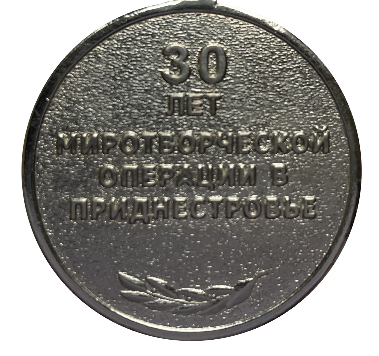 30
ЛЕТ
МИРОТВОРЧЕСКОЙ
ОПЕРАЦИИ В
ПРИДНЕСТРОВЬЕ